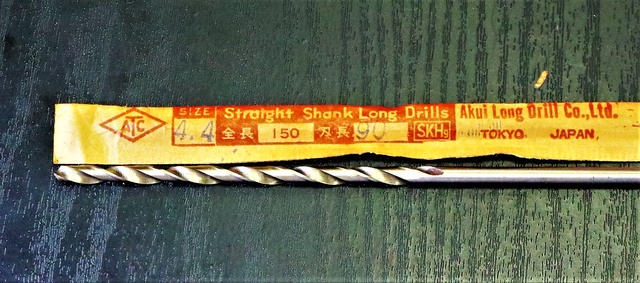 ATC
SIZE
4.4
Straight Shank Long Drills
全長 150 刃長 90 SKH9
Akui Long Drill Co., Ltd.
TOKYO JAPAN,